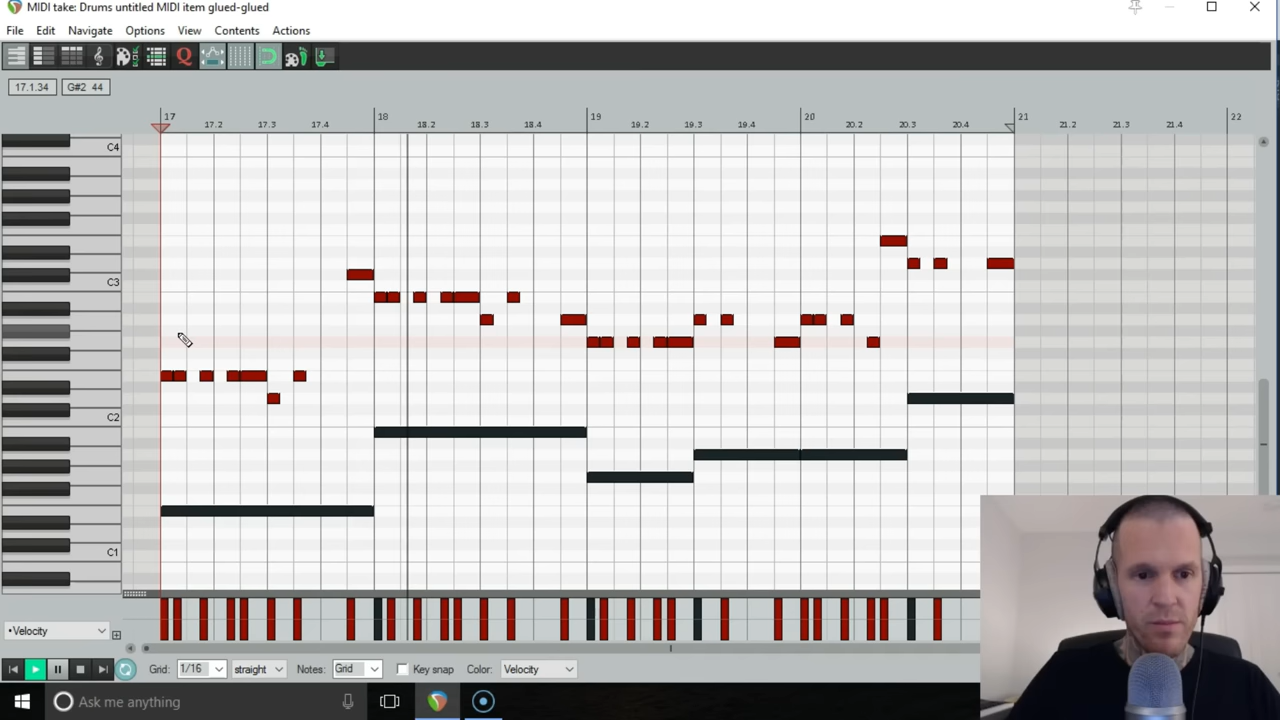 MIDI take: Drums untitled MIDI item glued-glued
File Edit Navigate Options View Contents Actions
Q
17.1.34 G#2 44
17 18 19 20 21 22
17.2 17.3 17.4 18.2 18.3 18.4 19.2 19.3 19.4 20.2 20.3 20.4 21.2 21.3 21.4
C4
C3
C2
C1
•Velocity
Grid: 1/16 straight Notes: Grid Key snap Color: Velocity
Ask me anything